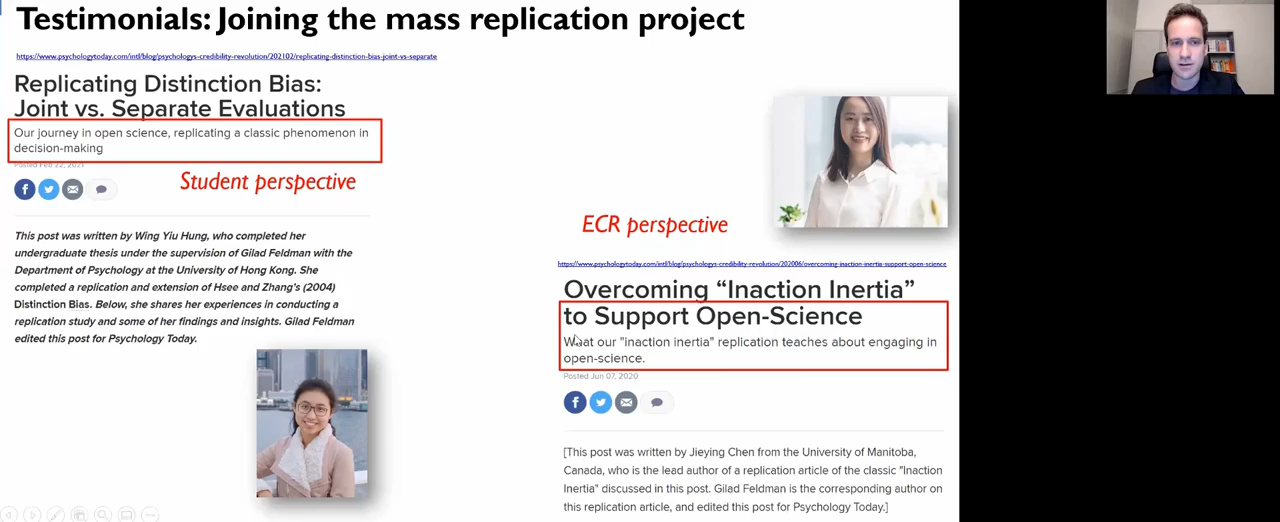 Testimonials: Joining the mass replication project
https://www.psychologytoday.com/intl/blog/psychologys-credibility-revolution/202102/replicating-distinction-bias-joint-vs-separate
Replicating Distinction Bias:
Joint vs. Separate Evaluations
Our journey in open science, replicating a classic phenomenon in
decision-making
Posted Feb 22, 2021
Student perspective
This post was written by Wing Yiu Hung, who completed her
undergraduate thesis under the supervision of Gilad Feldman with the
Department of Psychology at the University of Hong Kong. She
completed a replication and extension of Hsee and Zhang's (2004)
Distinction Bias. Below, she shares her experiences in conducting a
replication study and some of her findings and insights. Gilad Feldman
edited this post for Psychology Today.
ECR perspective
https://www.psychologytoday.com/intl/blog/psychologys-credibility-revolution/202006/overcoming-inaction-inertia-support-open-science
Overcoming “Inaction Inertia”
to Support Open-Science
What our "inaction inertia" replication teaches about engaging in
open-science.
Posted Jun 07, 2020
[This post was written by Jieying Chen from the University of Manitoba,
Canada, who is the lead author of a replication article of the classic "Inaction
Inertia" discussed in this post. Gilad Feldman is the corresponding author on
this replication article, and edited this post for Psychology Today.]